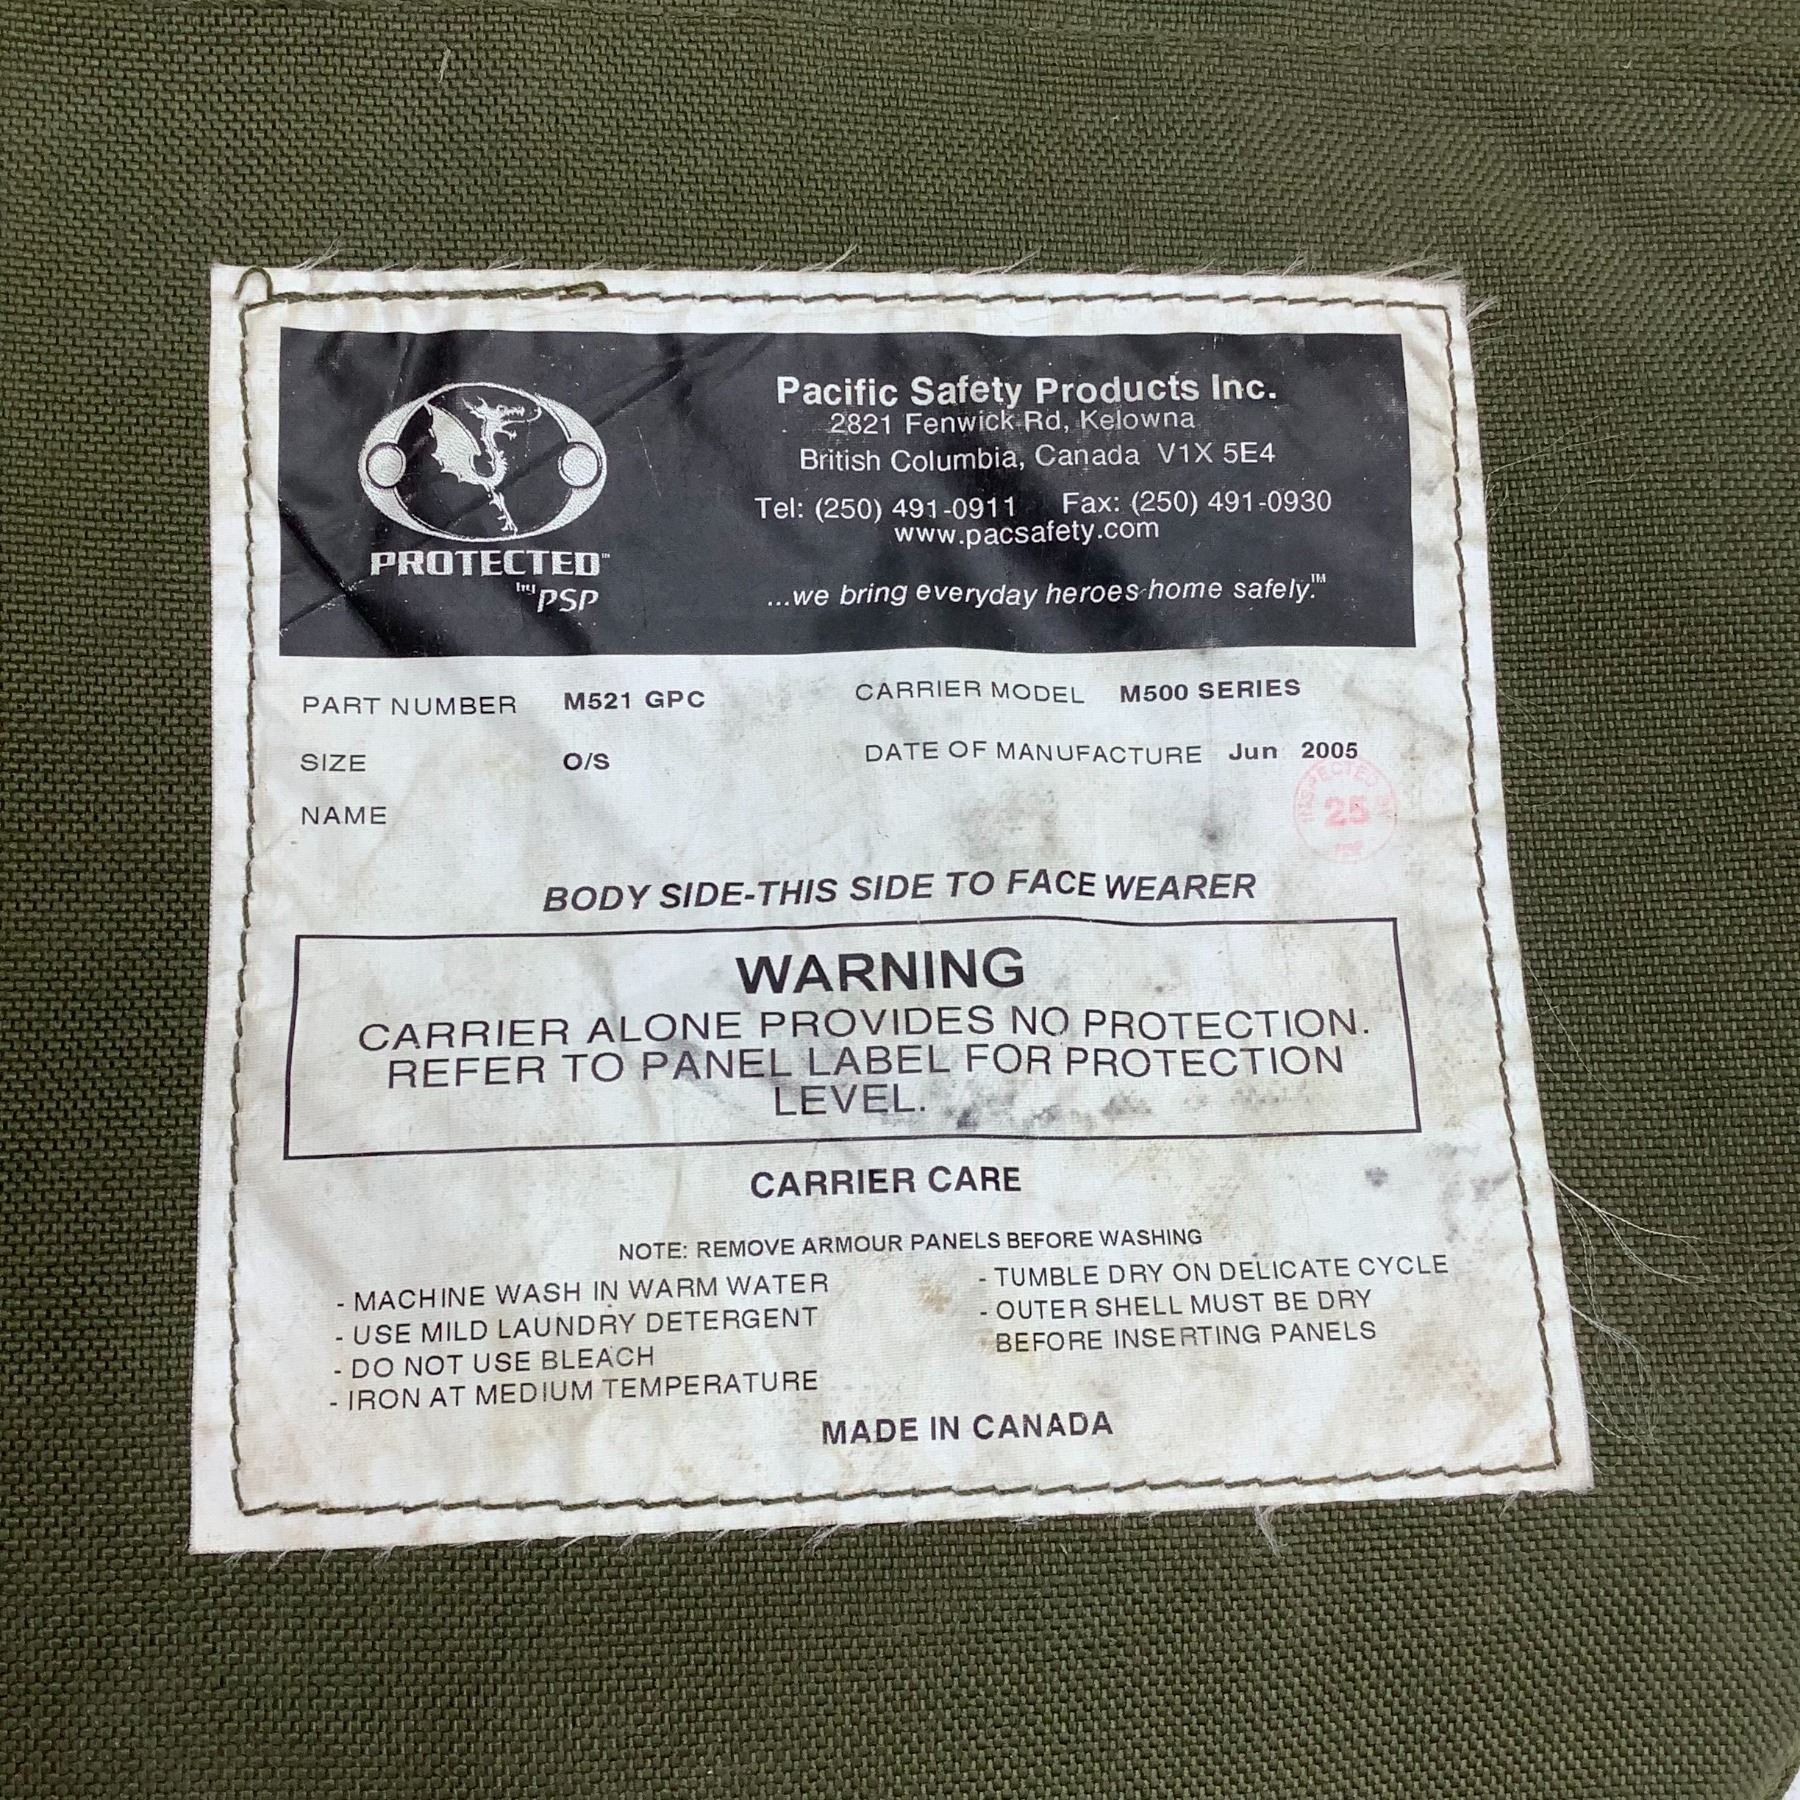 Pacific Safety Products Inc.
2821 Fenwick Rd, Kelowna
British Columbia, Canada V1X 5E4
Tel: (250) 491-0911 Fax: (250) 491-0930
www.pacsafety.com
...we bring everyday heroes home safely.™
PROTECTED™
by PSP
PART NUMBER M521 GPC CARRIER MODEL M500 SERIES
SIZE O/S DATE OF MANUFACTURE Jun 2005
NAME
INSPECTED BY
25
BODY SIDE-THIS SIDE TO FACE WEARER
WARNING
CARRIER ALONE PROVIDES NO PROTECTION.
REFER TO PANEL LABEL FOR PROTECTION
LEVEL.
CARRIER CARE
NOTE: REMOVE ARMOUR PANELS BEFORE WASHING
- MACHINE WASH IN WARM WATER
- USE MILD LAUNDRY DETERGENT
- DO NOT USE BLEACH
- IRON AT MEDIUM TEMPERATURE
- TUMBLE DRY ON DELICATE CYCLE
- OUTER SHELL MUST BE DRY
BEFORE INSERTING PANELS
MADE IN CANADA